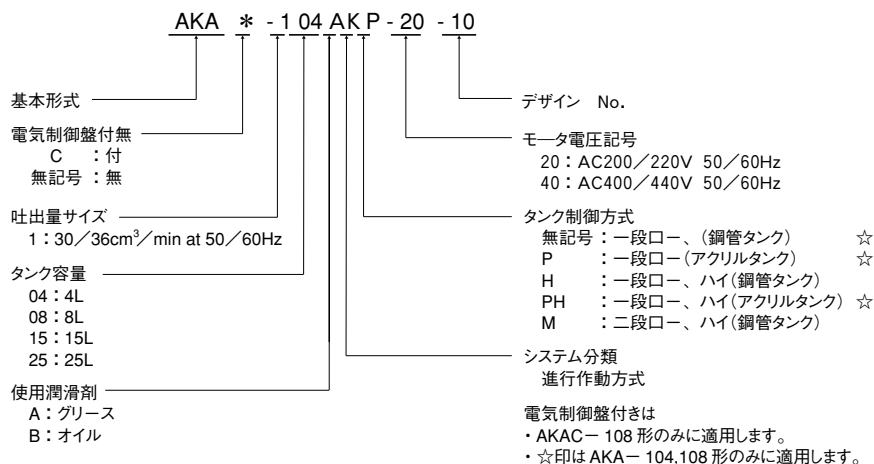 AKA ＊ - 1 04 A K P - 20 - 10
基本形式
電気制御盤付無
C ：付
無記号：無
吐出量サイズ
1：30／36cm³／min at 50／60Hz
タンク容量
04：4L
08：8L
15：15L
25：25L
使用潤滑剤
A：グリース
B：オイル
デザイン No.
モータ電圧記号
20：AC200／220V 50／60Hz
40：AC400／440V 50／60Hz
タンク制御方式
無記号：一段ロー、（鋼管タンク） ☆
P ：一段ロー（アクリルタンク） ☆
H ：一段ロー、ハイ（鋼管タンク）
PH ：一段ロー、ハイ（アクリルタンク） ☆
M ：二段ロー、ハイ（鋼管タンク）
システム分類
進行作動方式
電気制御盤付きは
・AKAC－108 形のみに適用します。
・☆印は AKA－104,108 形のみに適用します。